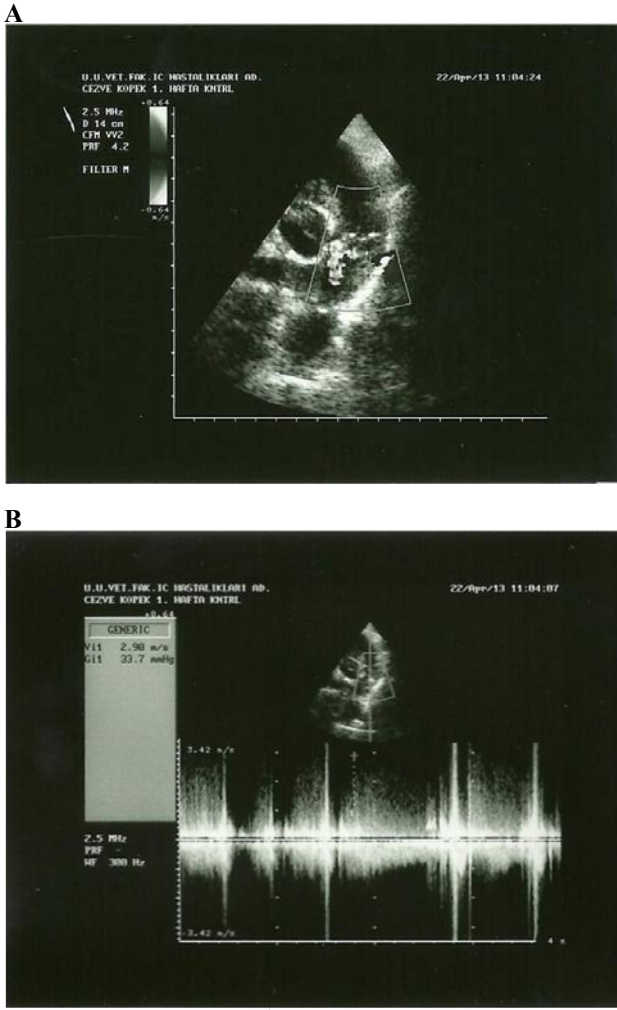 A
U.U.VET.FAK.IC HASTALIKLARI AD. 22/Apr/13 11:04:24
CEZVE KOPEK 1. HAFTA KNTRL
+0.64
2.5 MHz
D 14 cm
CFM VV2
PRF 4.2
FILTER M
-0.64
m/s
B
U.U.VET.FAK.IC HASTALIKLARI AD. 22/Apr/13 11:04:07
CEZVE KOPEK 1. HAFTA KNTRL
+0.64
GENERIC
Vi1 2.90 m/s
Gi1 33.7 mmHg
3.42 m/s
2.5 MHz
PRF -
WF 300 Hz
-3.42 m/s
4 s